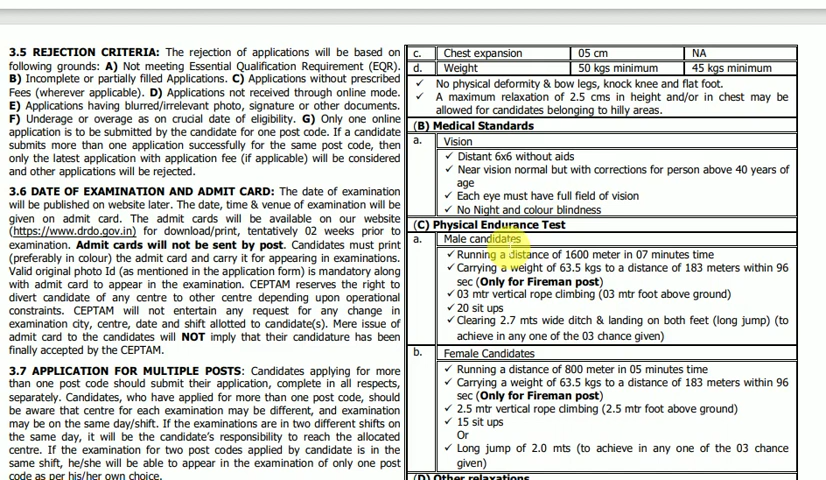 3.5 REJECTION CRITERIA: The rejection of applications will be based on
following grounds: A) Not meeting Essential Qualification Requirement (EQR).
B) Incomplete or partially filled Applications. C) Applications without prescribed
Fees (wherever applicable). D) Applications not received through online mode.
E) Applications having blurred/irrelevant photo, signature or other documents.
F) Underage or overage as on crucial date of eligibility. G) Only one online
application is to be submitted by the candidate for one post code. If a candidate
submits more than one application successfully for the same post code, then
only the latest application with application fee (if applicable) will be considered
and other applications will be rejected.
3.6 DATE OF EXAMINATION AND ADMIT CARD: The date of examination
will be published on website later. The date, time & venue of examination will be
given on admit card. The admit cards will be available on our website
(https://www.drdo.gov.in) for download/print, tentatively 02 weeks prior to
examination. Admit cards will not be sent by post. Candidates must print
(preferably in colour) the admit card and carry it for appearing in examinations.
Valid original photo Id (as mentioned in the application form) is mandatory along
with admit card to appear in the examination. CEPTAM reserves the right to
divert candidate of any centre to other centre depending upon operational
constraints. CEPTAM will not entertain any request for any change in
examination city, centre, date and shift allotted to candidate(s). Mere issue of
admit card to the candidates will NOT imply that their candidature has been
finally accepted by the CEPTAM.
3.7 APPLICATION FOR MULTIPLE POSTS: Candidates applying for more
than one post code should submit their application, complete in all respects,
separately. Candidates, who have applied for more than one post code, should
be aware that centre for each examination may be different, and examination
may be on the same day/shift. If the examinations are in two different shifts on
the same day, it will be the candidate's responsibility to reach the allocated
centre. If the examination for two post codes applied by candidate is in the
same shift, he/she will be able to appear in the examination of only one post
code as per his/her own choice.
c. Chest expansion 05 cm NA
d. Weight 50 kgs minimum 45 kgs minimum
✓ No physical deformity & bow legs, knock knee and flat foot.
✓ A maximum relaxation of 2.5 cms in height and/or in chest may be
allowed for candidates belonging to hilly areas.
(B) Medical Standards
a. Vision
✓ Distant 6x6 without aids
✓ Near vision normal but with corrections for person above 40 years of
age
✓ Each eye must have full field of vision
✓ No Night and colour blindness
(C) Physical Endurance Test
a. Male candidates
✓ Running a distance of 1600 meter in 07 minutes time
✓ Carrying a weight of 63.5 kgs to a distance of 183 meters within 96
sec (Only for Fireman post)
✓ 03 mtr vertical rope climbing (03 mtr foot above ground)
✓ 20 sit ups
✓ Clearing 2.7 mts wide ditch & landing on both feet (long jump) (to
achieve in any one of the 03 chance given)
b. Female Candidates
✓ Running a distance of 800 meter in 05 minutes time
✓ Carrying a weight of 63.5 kgs to a distance of 183 meters within 96
sec (Only for Fireman post)
✓ 2.5 mtr vertical rope climbing (2.5 mtr foot above ground)
✓ 15 sit ups
Or
✓ Long jump of 2.0 mts (to achieve in any one of the 03 chance
given)
(D) Other relaxations